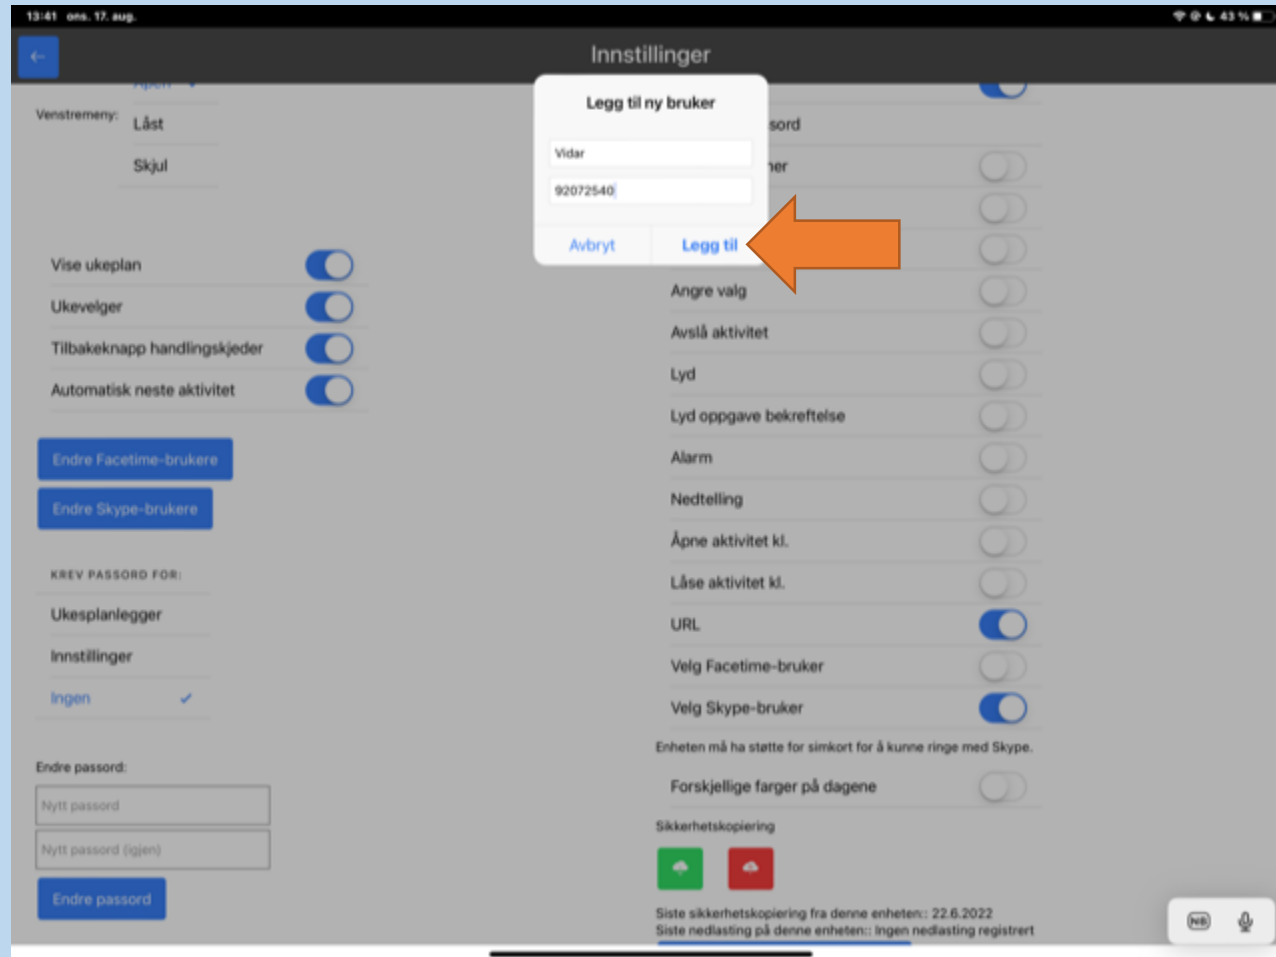 13:41 ons. 17. aug.
43 %
Innstillinger
Legg til ny bruker
Vidar
92072540
Avbryt
Legg til
Venstremeny:
Låst
Skjul
Vise ukeplan
Ukevelger
Tilbakeknapp handlingskjeder
Automatisk neste aktivitet
Endre Facetime-brukere
Endre Skype-brukere
KREV PASSORD FOR:
Ukesplanlegger
Innstillinger
Ingen
Endre passord:
Nytt passord
Nytt passord (igjen)
Endre passord
sord
ner
Angre valg
Avslå aktivitet
Lyd
Lyd oppgave bekreftelse
Alarm
Nedtelling
Åpne aktivitet kl.
Låse aktivitet kl.
URL
Velg Facetime-bruker
Velg Skype-bruker
Enheten må ha støtte for simkort for å kunne ringe med Skype.
Forskjellige farger på dagene
Sikkerhetskopiering
Siste sikkerhetskopiering fra denne enheten:: 22.6.2022
Siste nedlasting på denne enheten:: Ingen nedlasting registrert
NB